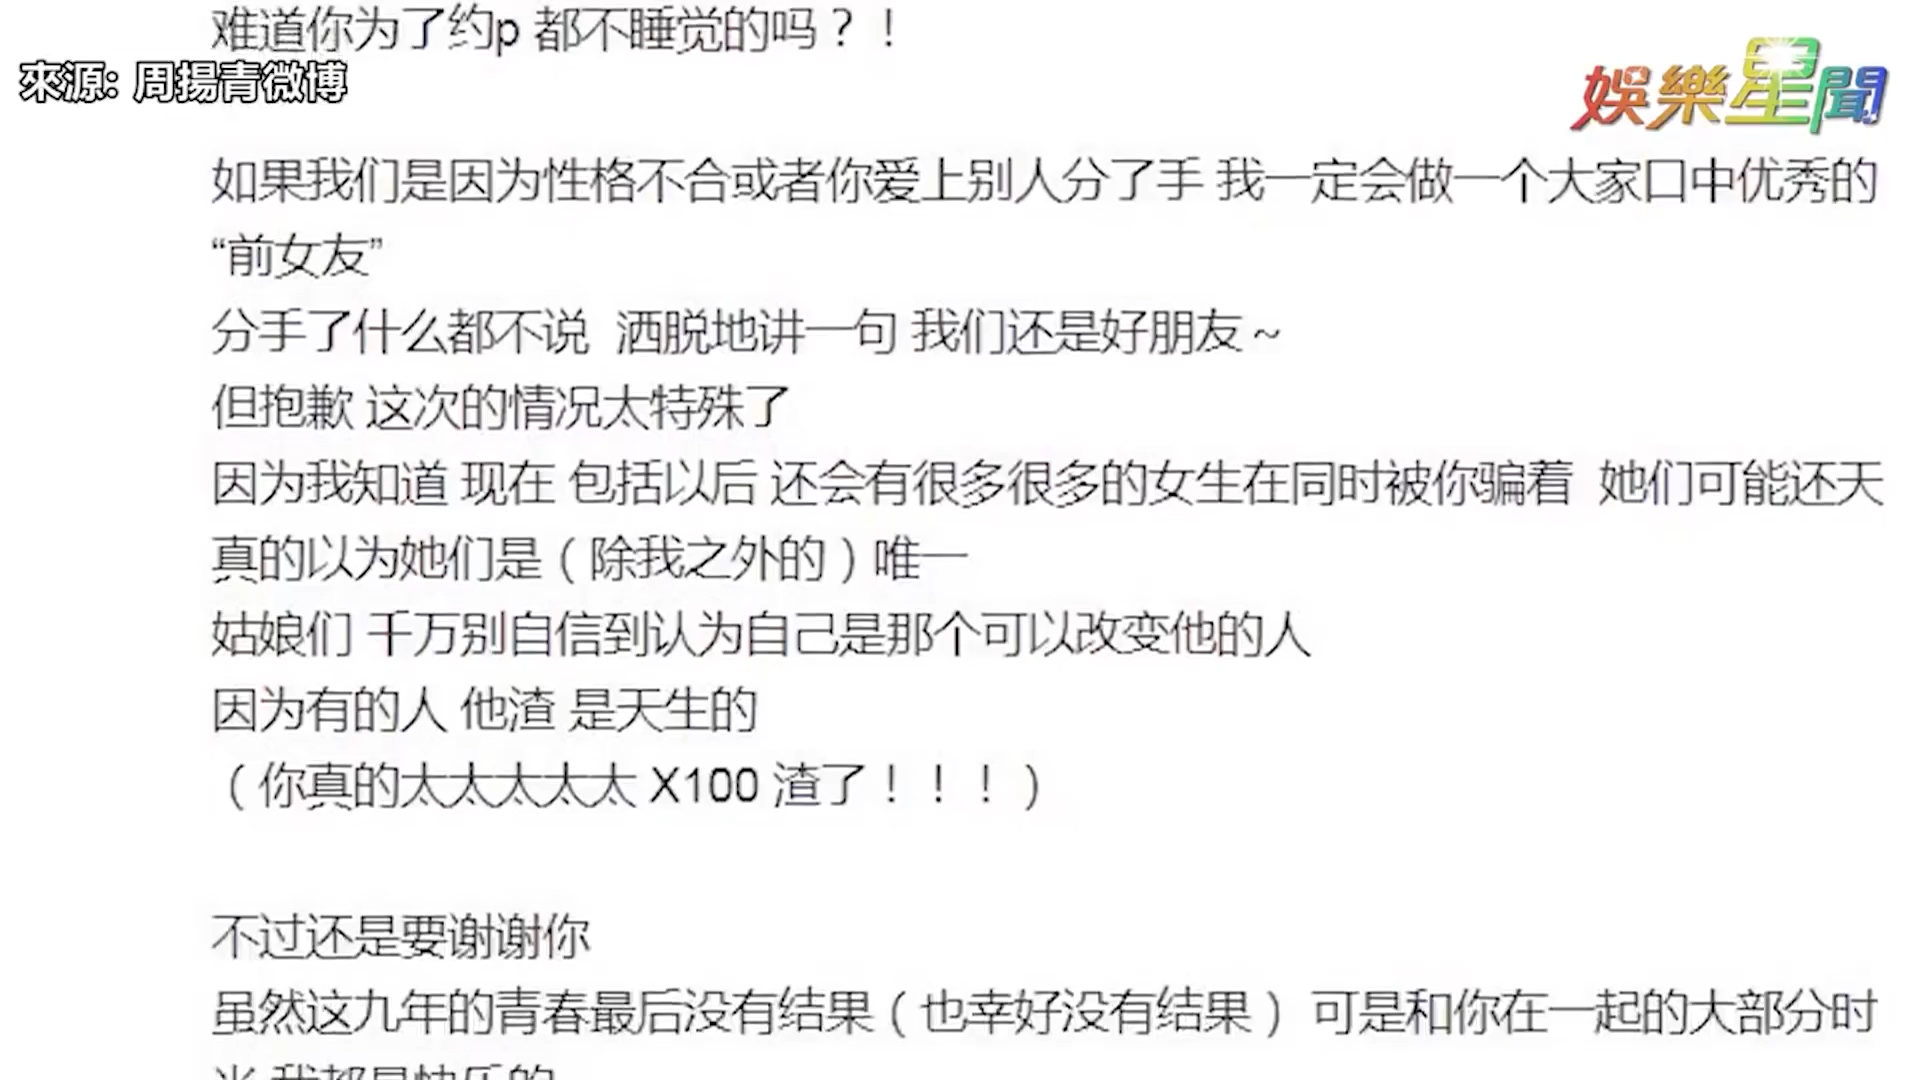 难道你为了约p 都不睡觉的吗？！
來源: 周揚青微博
娛樂星聞
如果我们是因为性格不合或者你爱上别人分了手 我一定会做一个大家口中优秀的
“前女友”
分手了什么都不说 洒脱地讲一句 我们还是好朋友~
但抱歉 这次的情况太特殊了
因为我知道 现在 包括以后 还会有很多很多的女生在同时被你骗着 她们可能还天
真的以为她们是（除我之外的）唯一
姑娘们 千万别自信到认为自己是那个可以改变他的人
因为有的人 他渣 是天生的
（你真的太太太太太 X100 渣了！！！）
不过还是要谢谢你
虽然这九年的青春最后没有结果（也幸好没有结果） 可是和你在一起的大部分时
光 我都是快乐的